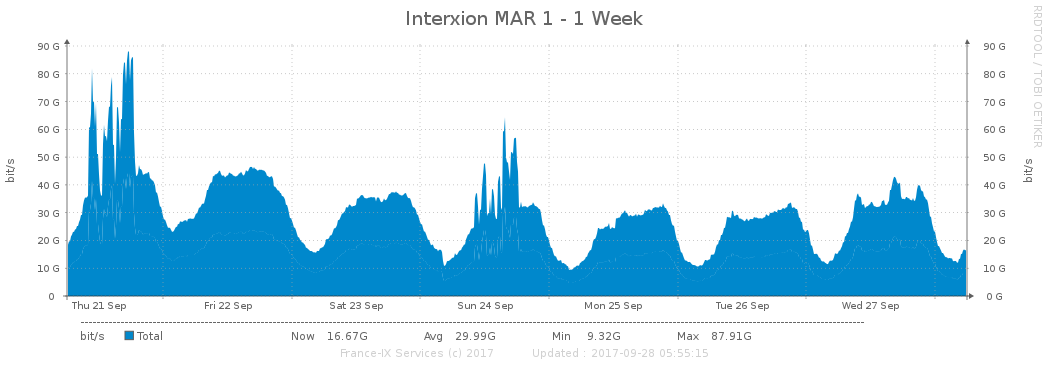 Interxion MAR 1 - 1 Week
RRDTOOL / TOBI OETIKER
bit/s
90 G
80 G
70 G
60 G
50 G
40 G
30 G
20 G
10 G
0
90 G
80 G
70 G
60 G
50 G
40 G
30 G
20 G
10 G
0 G
bit/s
Thu 21 Sep Fri 22 Sep Sat 23 Sep Sun 24 Sep Mon 25 Sep Tue 26 Sep Wed 27 Sep
bit/s Total Now 16.67G Avg 29.99G Min 9.32G Max 87.91G
France-IX Services (c) 2017 Updated : 2017-09-28 05:55:15